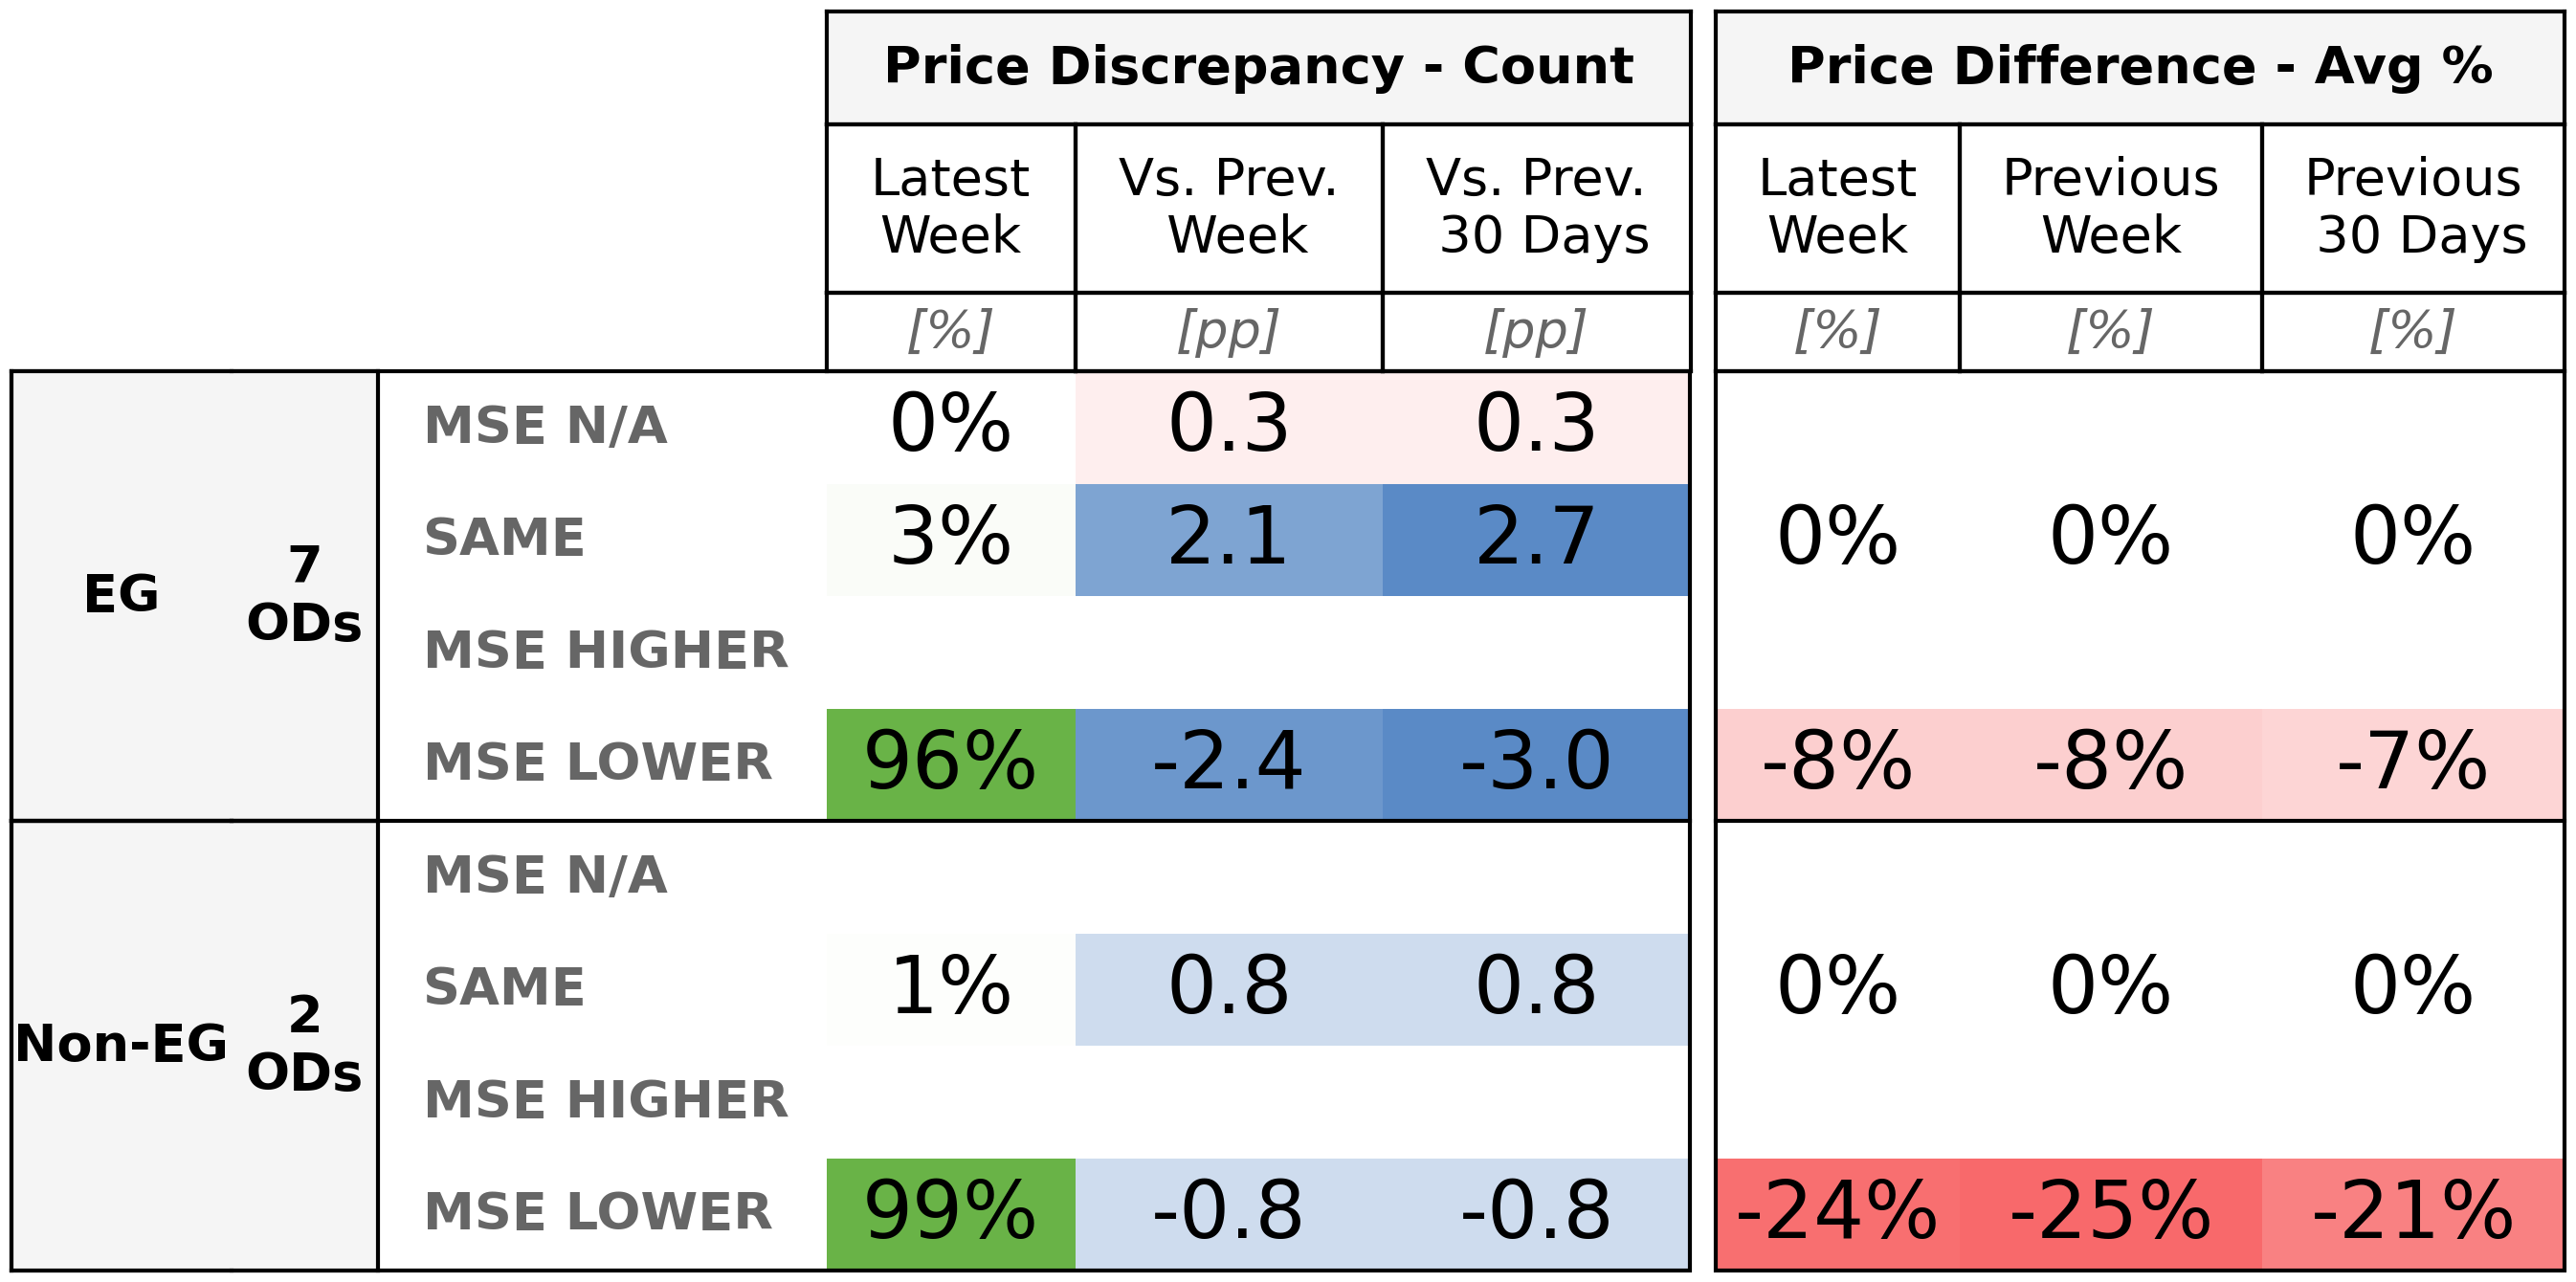 Price Discrepancy - Count
Price Difference - Avg %
Latest Week
Vs. Prev. Week
Vs. Prev. 30 Days
Latest Week
Previous Week
Previous 30 Days
[%] [pp] [pp] [%] [%] [%]
EG
7 ODs
MSE N/A 0% 0.3 0.3
SAME 3% 2.1 2.7 0% 0% 0%
MSE HIGHER
MSE LOWER 96% -2.4 -3.0 -8% -8% -7%
Non-EG
2 ODs
MSE N/A
SAME 1% 0.8 0.8 0% 0% 0%
MSE HIGHER
MSE LOWER 99% -0.8 -0.8 -24% -25% -21%